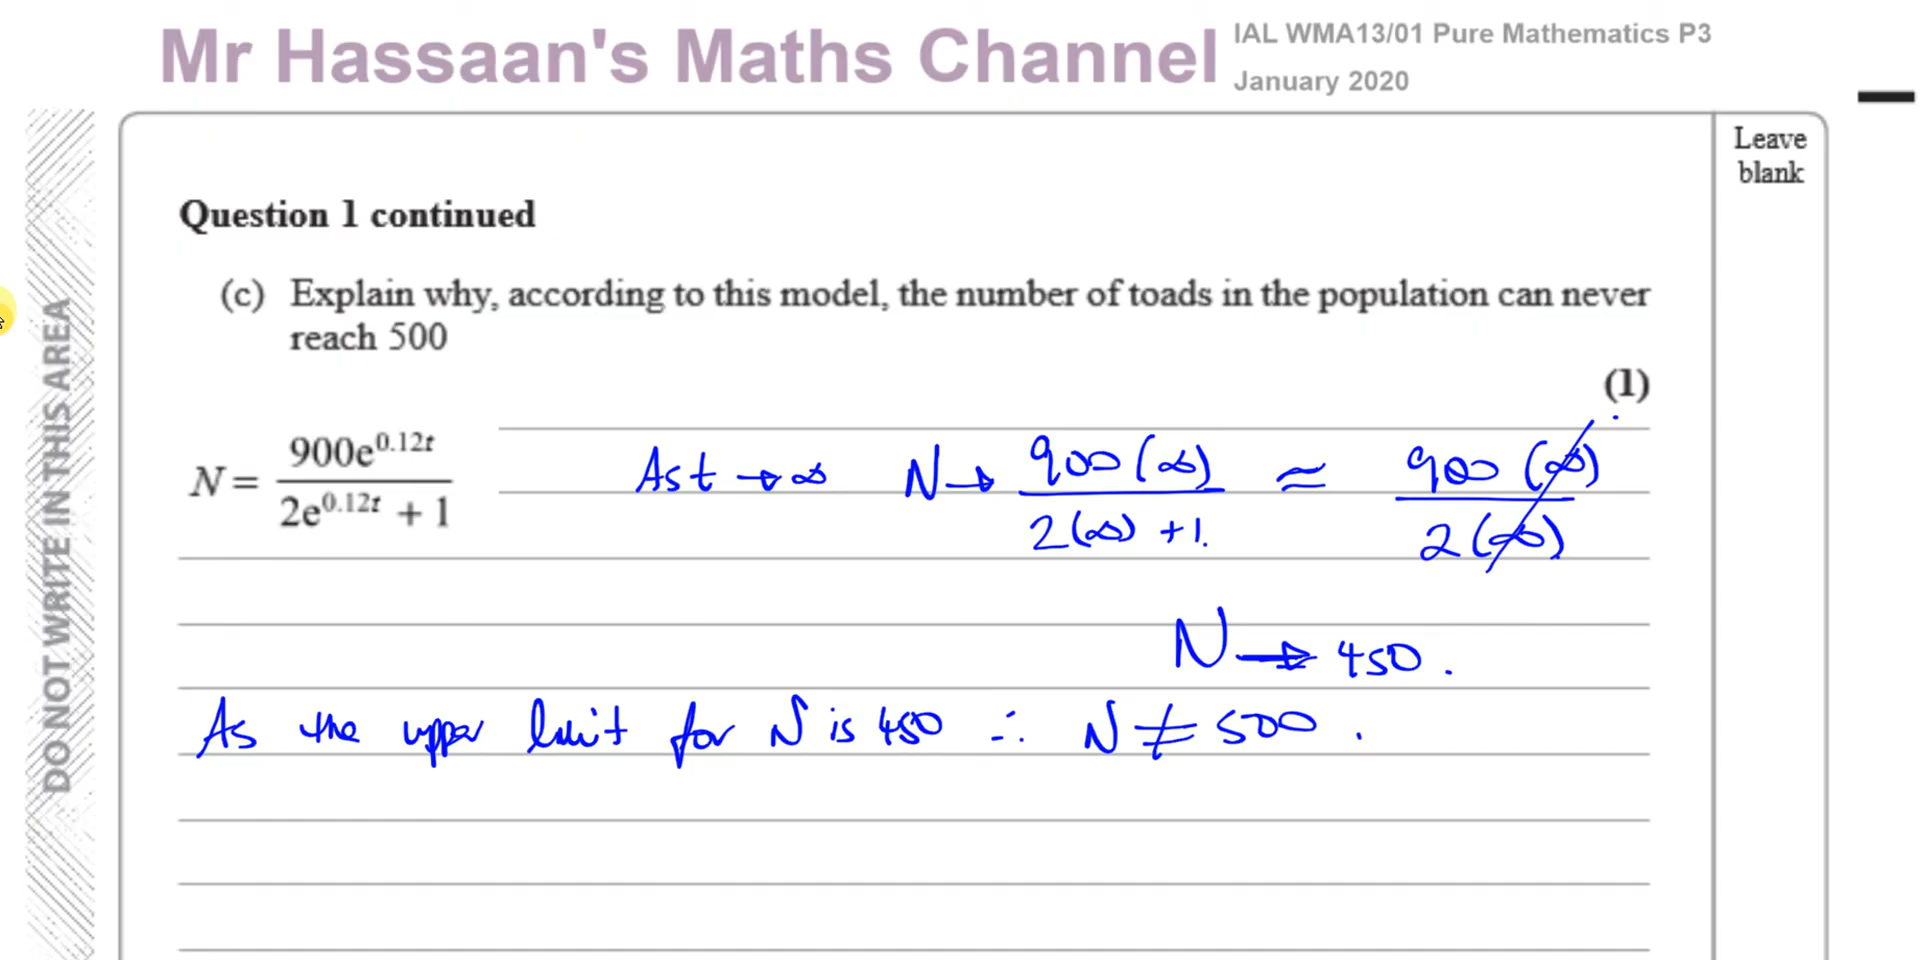 Mr Hassaan's Maths Channel
IAL WMA13/01 Pure Mathematics P3
January 2020
Leave
blank
Question 1 continued
(c) Explain why, according to this model, the number of toads in the population can never
reach 500
(1)
N = 900e^0.12t / 2e^0.12t + 1
As t → ∞ N → 900(∞) / 2(∞) + 1. ≈ 900(∞) / 2(∞)
N → 450.
As the upper limit for N is 450 ∴ N ≠ 500.
DO NOT WRITE IN THIS AREA